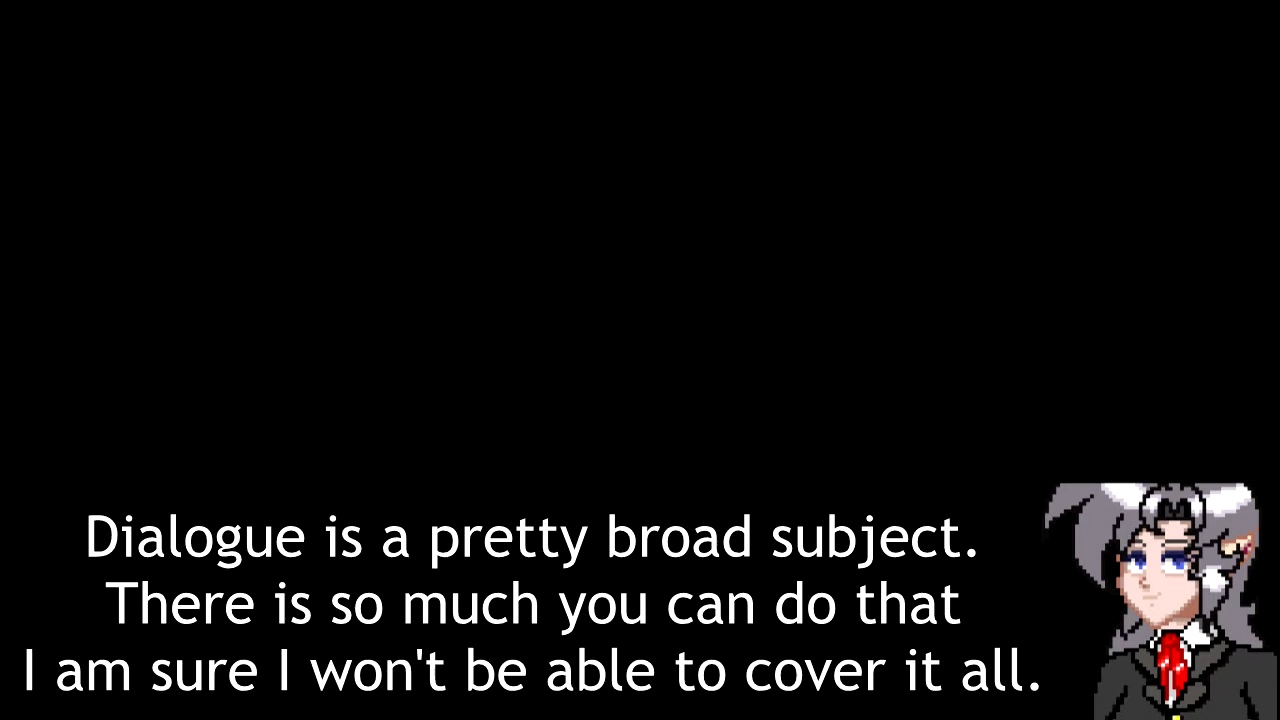 Dialogue is a pretty broad subject.
There is so much you can do that
I am sure I won't be able to cover it all.